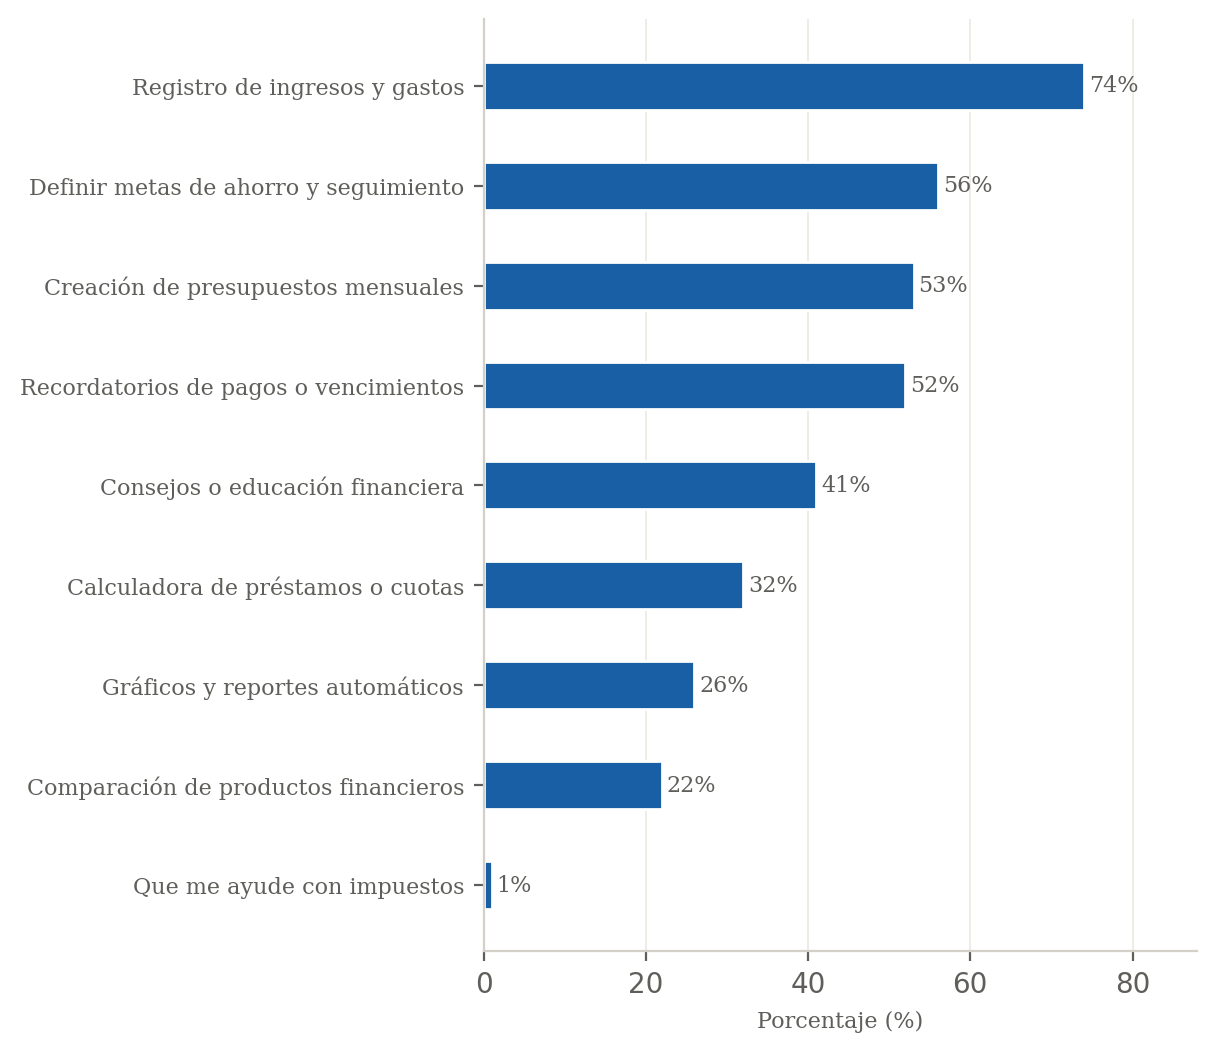 Registro de ingresos y gastos 74%
Definir metas de ahorro y seguimiento 56%
Creación de presupuestos mensuales 53%
Recordatorios de pagos o vencimientos 52%
Consejos o educación financiera 41%
Calculadora de préstamos o cuotas 32%
Gráficos y reportes automáticos 26%
Comparación de productos financieros 22%
Que me ayude con impuestos 1%
0 20 40 60 80
Porcentaje (%)